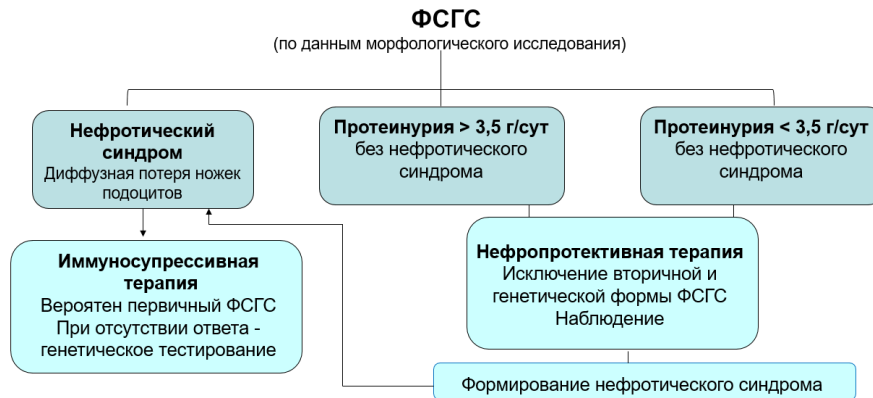 ФСГС
(по данным морфологического исследования)
Нефротический
синдром
Диффузная потеря ножек
подоцитов
Протеинурия > 3,5 г/сут
без нефротического
синдрома
Протеинурия < 3,5 г/сут
без нефротического
синдрома
Иммуносупрессивная
терапия
Вероятен первичный ФСГС
При отсутствии ответа -
генетическое тестирование
Нефропротективная терапия
Исключение вторичной и
генетической формы ФСГС
Наблюдение
Формирование нефротического синдрома